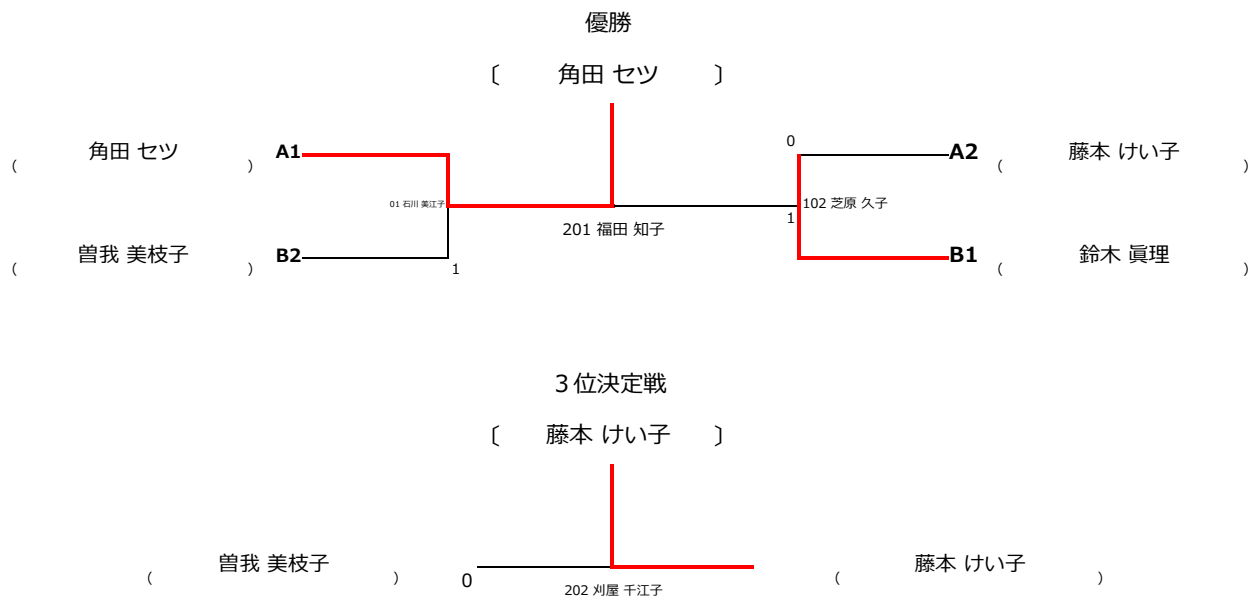 優勝
〔 角田 セツ 〕
0
( 角田 セツ ) A1
A2 ( 藤本 けい子 )
01 石川 美江子
102 芝原 久子
1
201 福田 知子
( 曽我 美枝子 ) B2
B1 ( 鈴木 眞理 )
1
3位決定戦
〔 藤本 けい子 〕
( 曽我 美枝子 ) 0
( 藤本 けい子 )
202 刈屋 千江子